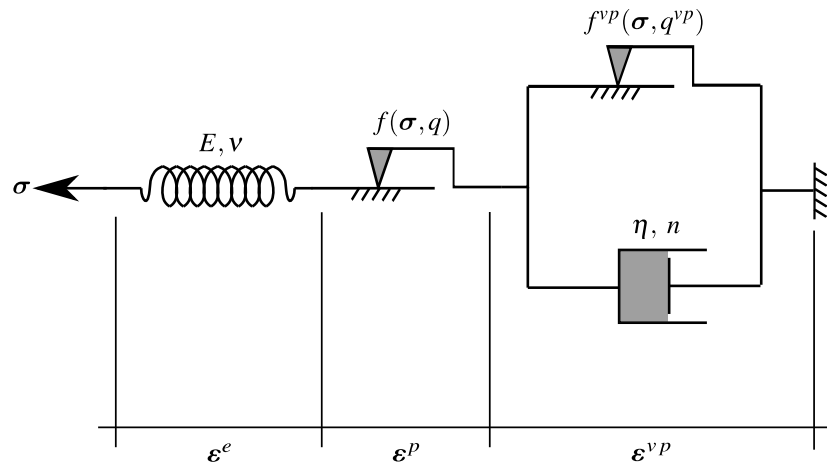 f^{vp}(σ, q^{vp})
f(σ, q)
E, ν
σ
η, n
ε^e
ε^p
ε^{vp}